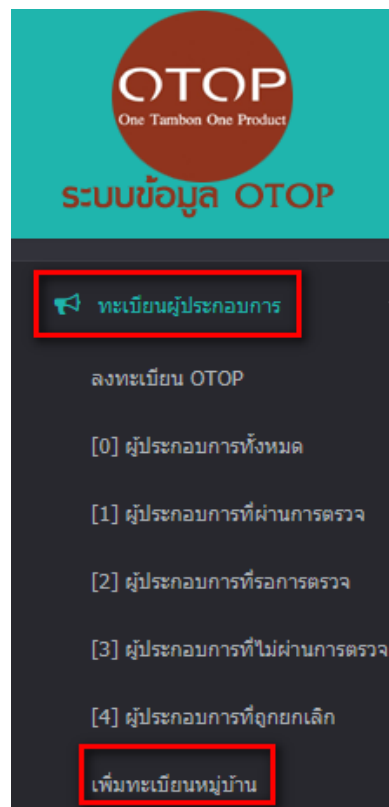 OTOP
One Tambon One Product
ระบบข้อมูล OTOP
ทะเบียนผู้ประกอบการ
ลงทะเบียน OTOP
[0] ผู้ประกอบการทั้งหมด
[1] ผู้ประกอบการที่ผ่านการตรวจ
[2] ผู้ประกอบการที่รอการตรวจ
[3] ผู้ประกอบการที่ไม่ผ่านการตรวจ
[4] ผู้ประกอบการที่ถูกยกเลิก
เพิ่มทะเบียนหมู่บ้าน